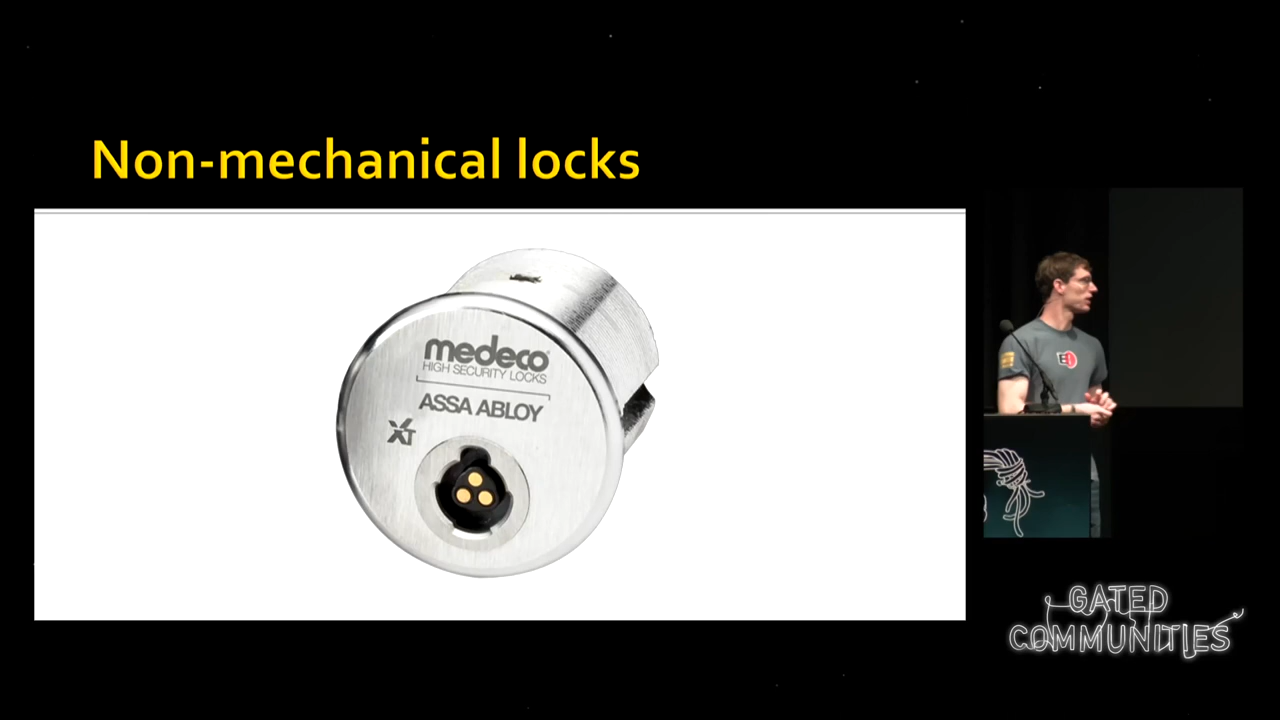 Non-mechanical locks
medeco
HIGH SECURITY LOCKS
ASSA ABLOY
XT
GATED
COMMUNITIES